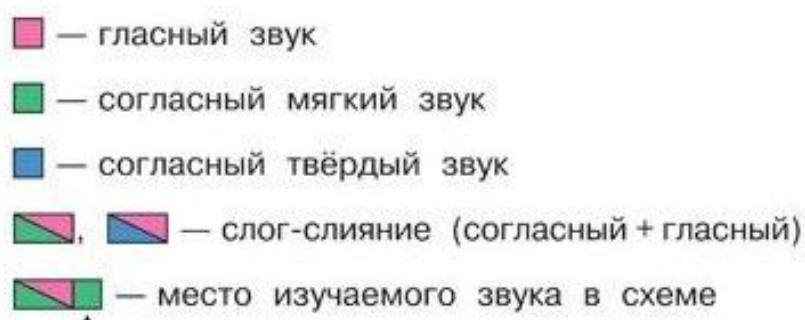 — гласный звук
— согласный мягкий звук
— согласный твёрдый звук
, — слог-слияние (согласный + гласный)
— место изучаемого звука в схеме